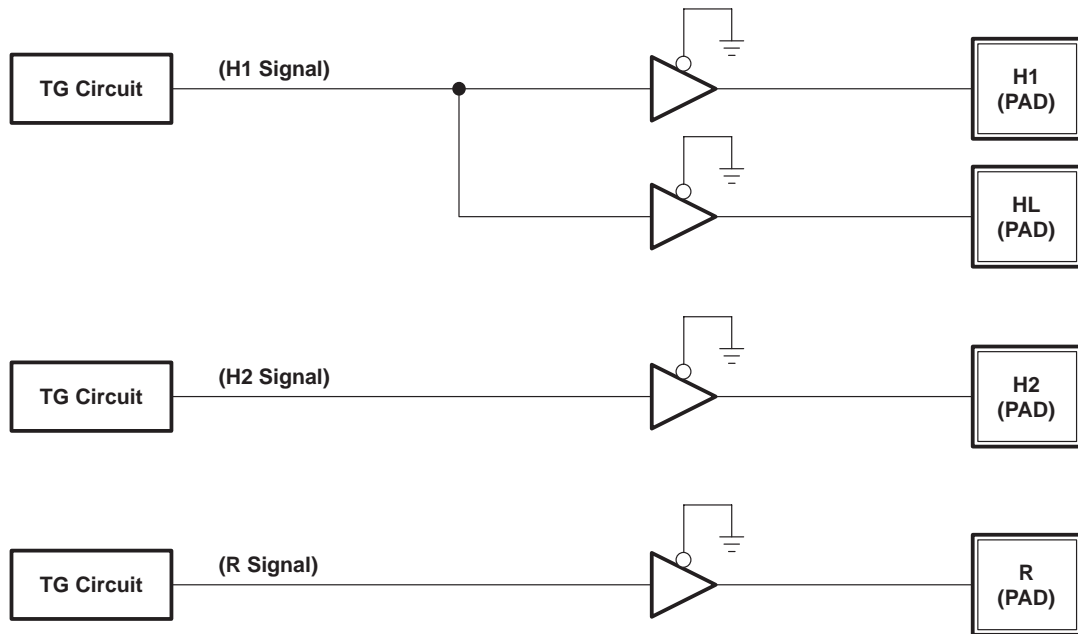 TG Circuit
(H1 Signal)
H1
(PAD)
HL
(PAD)
TG Circuit
(H2 Signal)
H2
(PAD)
TG Circuit
(R Signal)
R
(PAD)